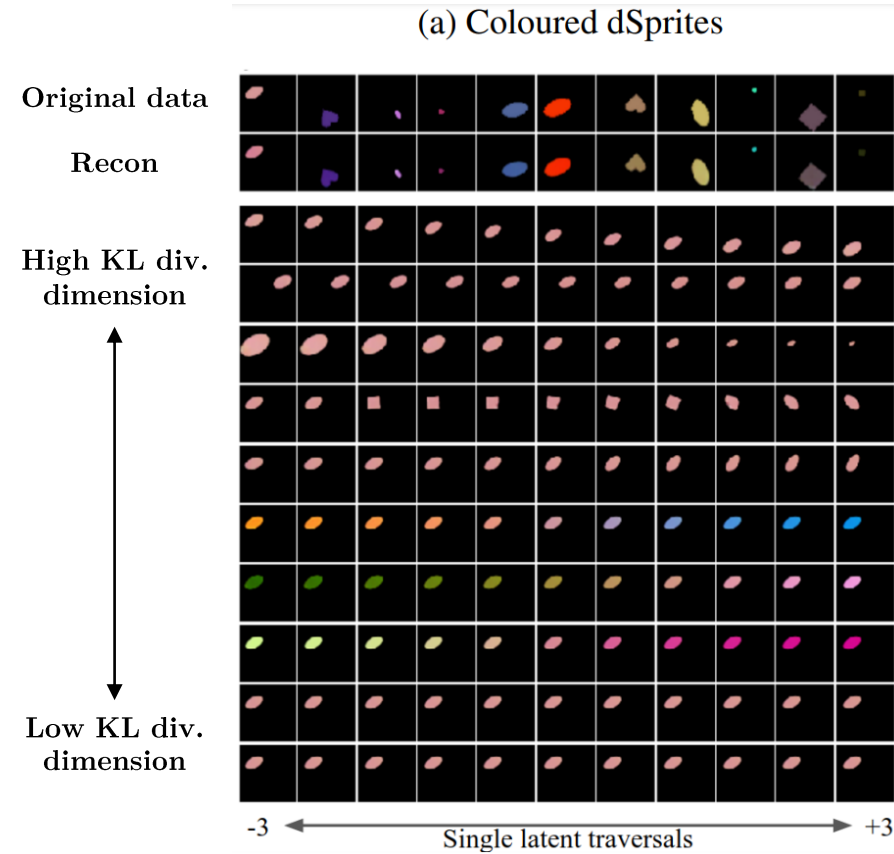 (a) Coloured dSprites
Original data
Recon
High KL div.
dimension
Low KL div.
dimension
-3
+3
Single latent traversals